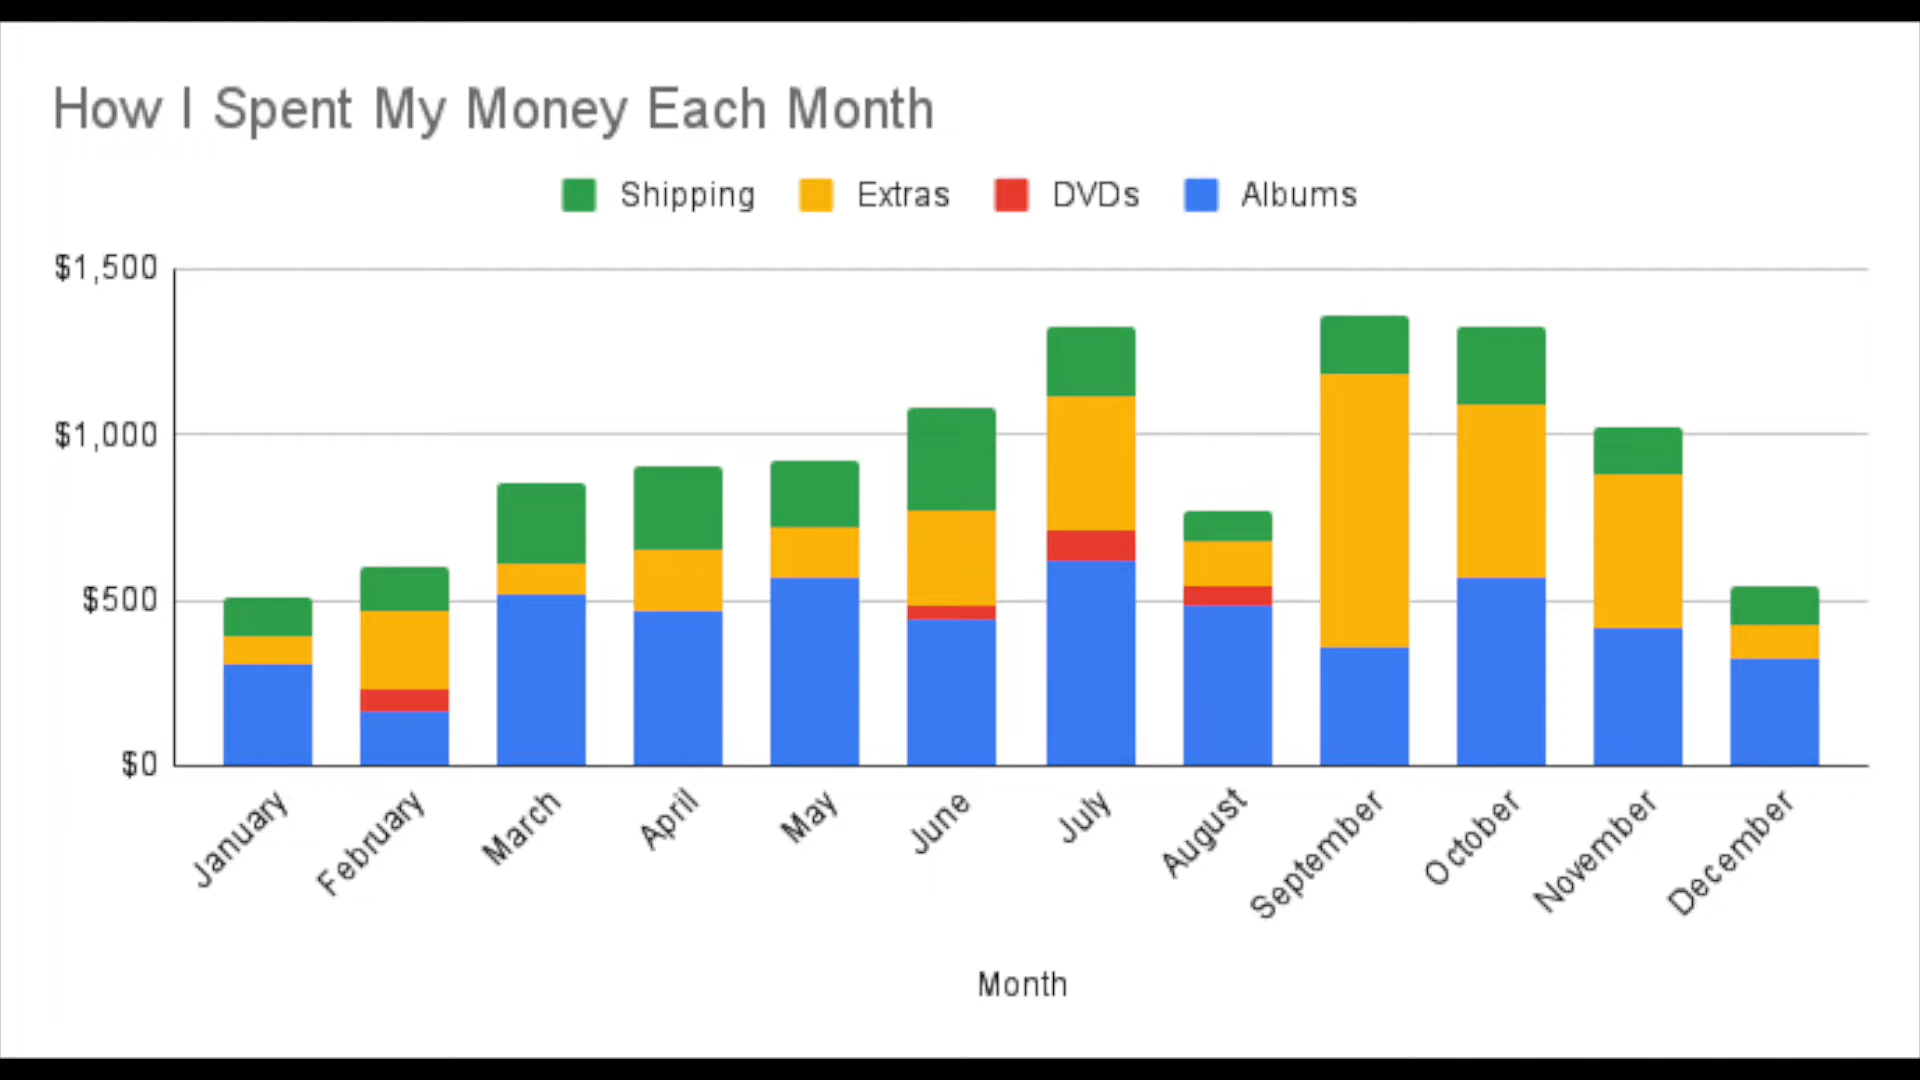 How I Spent My Money Each Month
Shipping Extras DVDs Albums
$1,500
$1,000
$500
$0
January February March April May June July August September October November December
Month